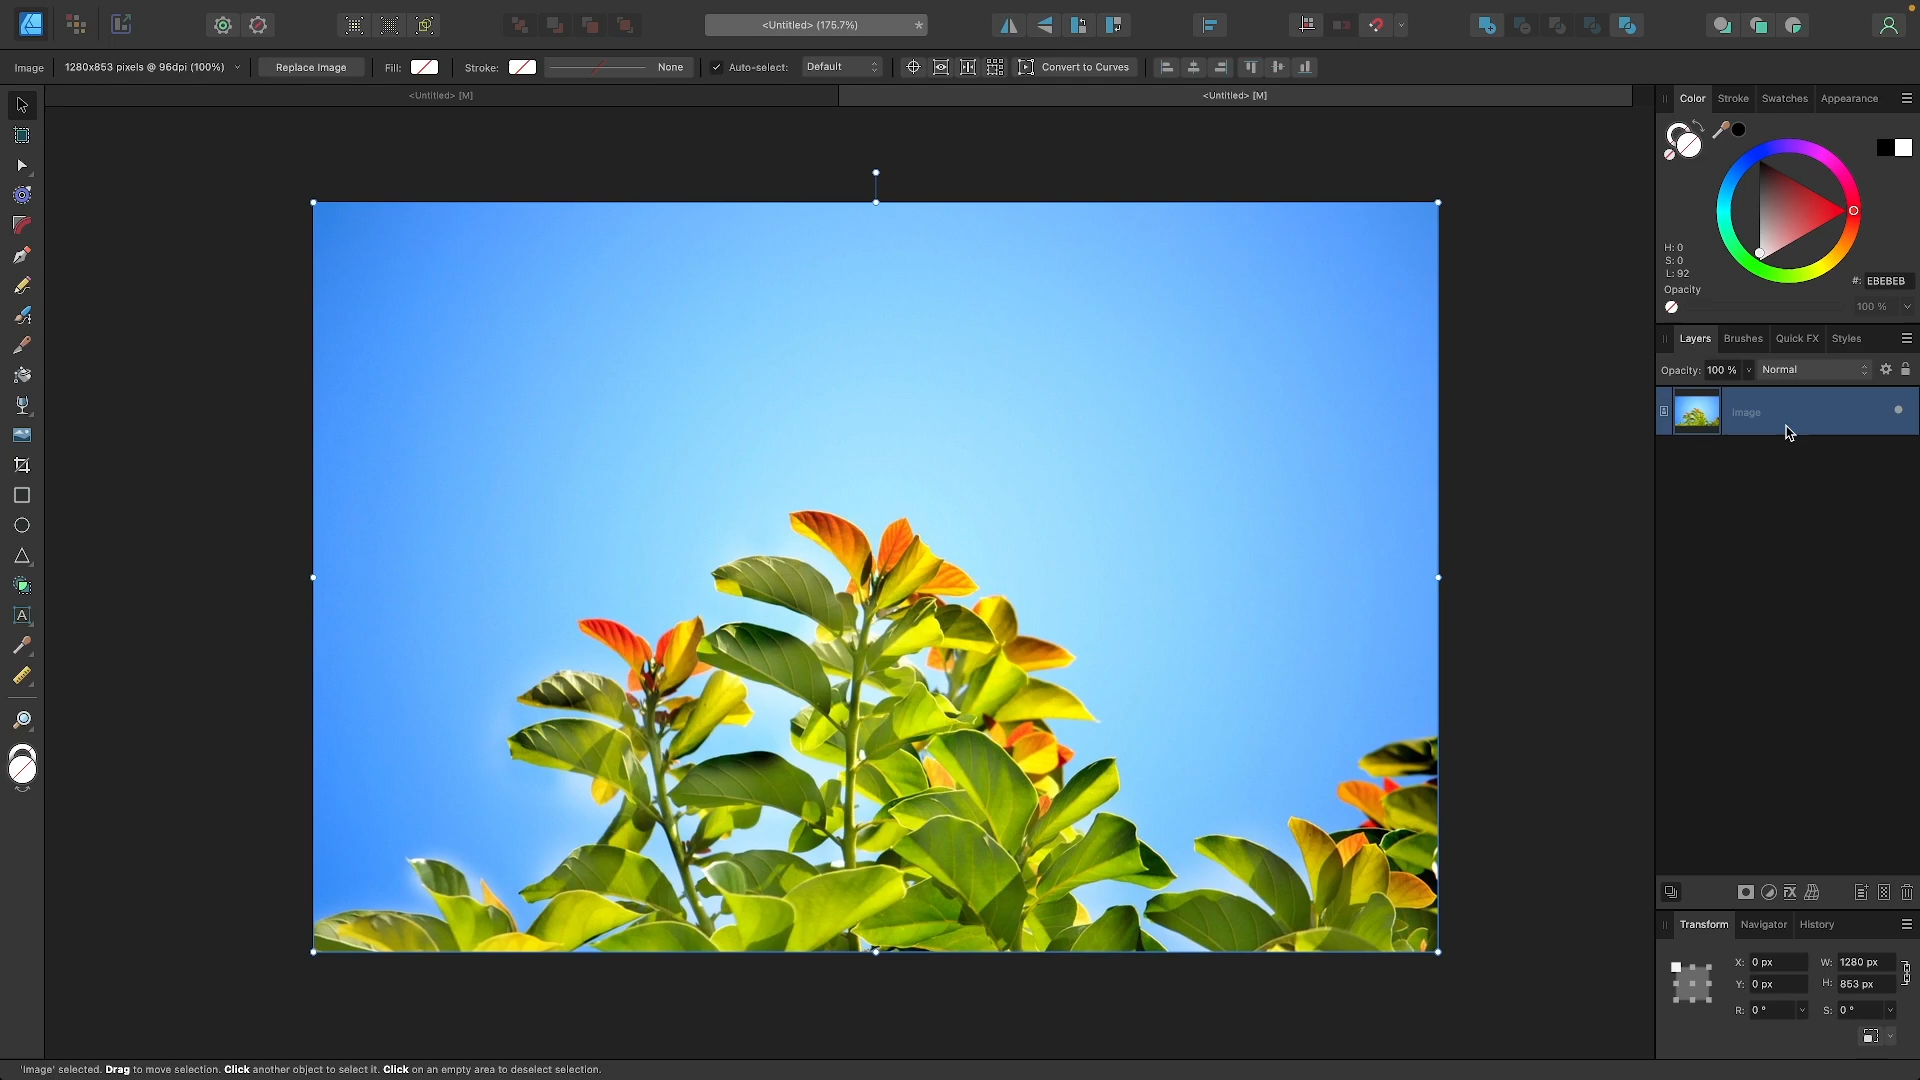 <Untitled> (175.7%) *
Image 1280x853 pixels @ 96dpi (100%) Replace Image Fill: Stroke: None Auto-select: Default Convert to Curves
<Untitled> [M] <Untitled> [M]
Color Stroke Swatches Appearance
H: 0
S: 0
L: 92
#: EBEBEB
Opacity
100 %
Layers Brushes Quick FX Styles
Opacity: 100 % Normal
Image
A
FX
Transform Navigator History
X: 0 px W: 1280 px
Y: 0 px H: 853 px
R: 0 ° S: 0 °
'Image' selected. Drag to move selection. Click another object to select it. Click on an empty area to deselect selection.